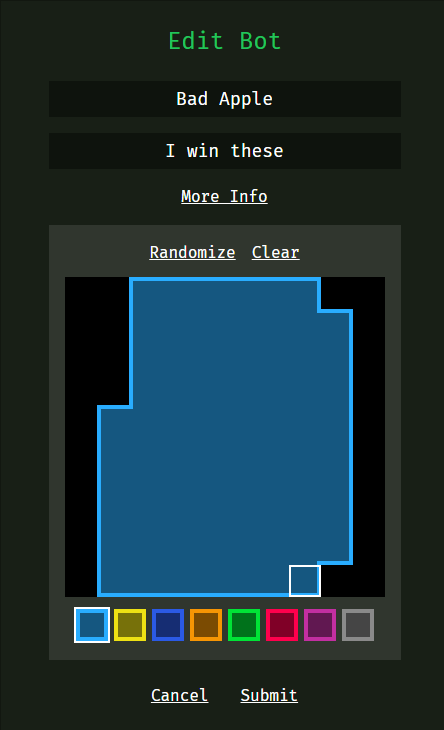 Edit Bot
Bad Apple
I win these
More Info
Randomize Clear
Cancel Submit